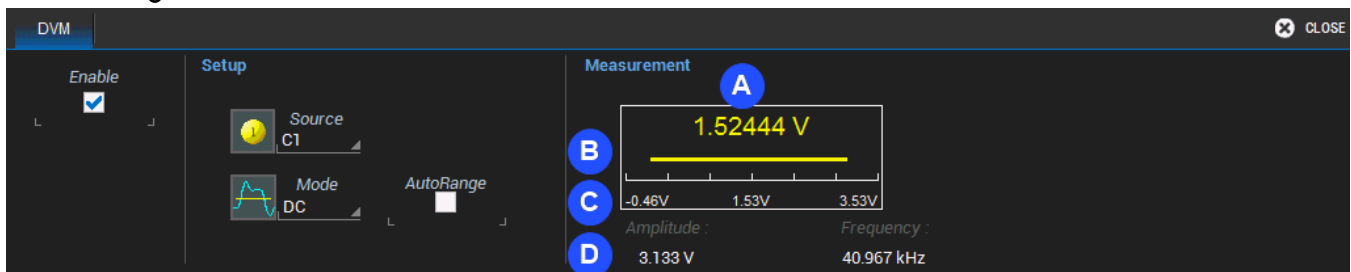 DVM
CLOSE
Enable
Setup
Source
C1
Mode
DC
AutoRange
Measurement
A
1.52444 V
B
C
-0.46V 1.53V 3.53V
Amplitude : Frequency :
D
3.133 V 40.967 kHz